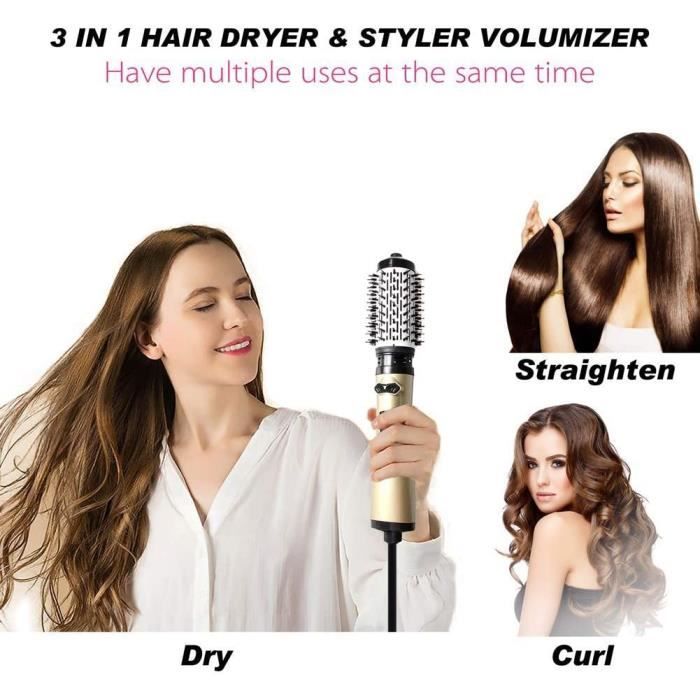 3 IN 1 HAIR DRYER & STYLER VOLUMIZER
Have multiple uses at the same time
Straighten
Dry
Curl